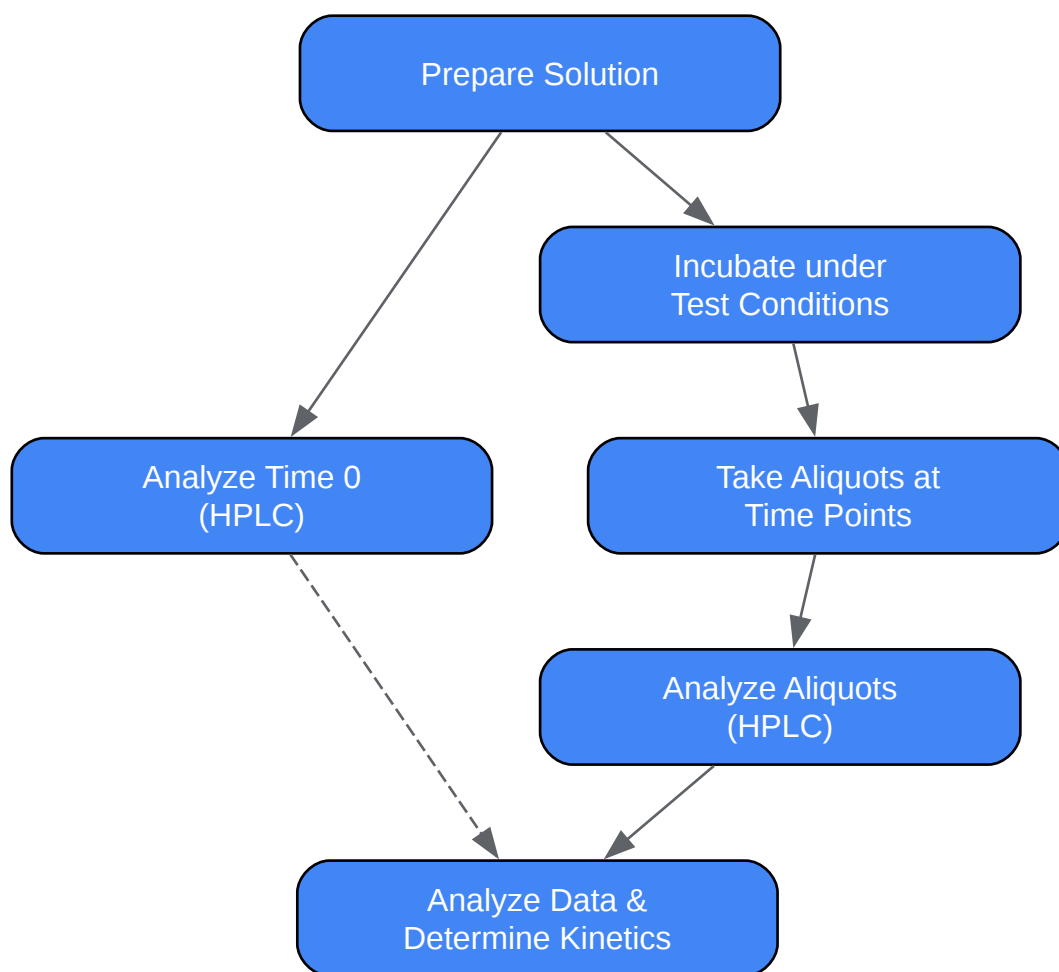 Prepare Solution
Incubate under
Test Conditions
Analyze Time 0
(HPLC)
Take Aliquots at
Time Points
Analyze Aliquots
(HPLC)
Analyze Data &
Determine Kinetics